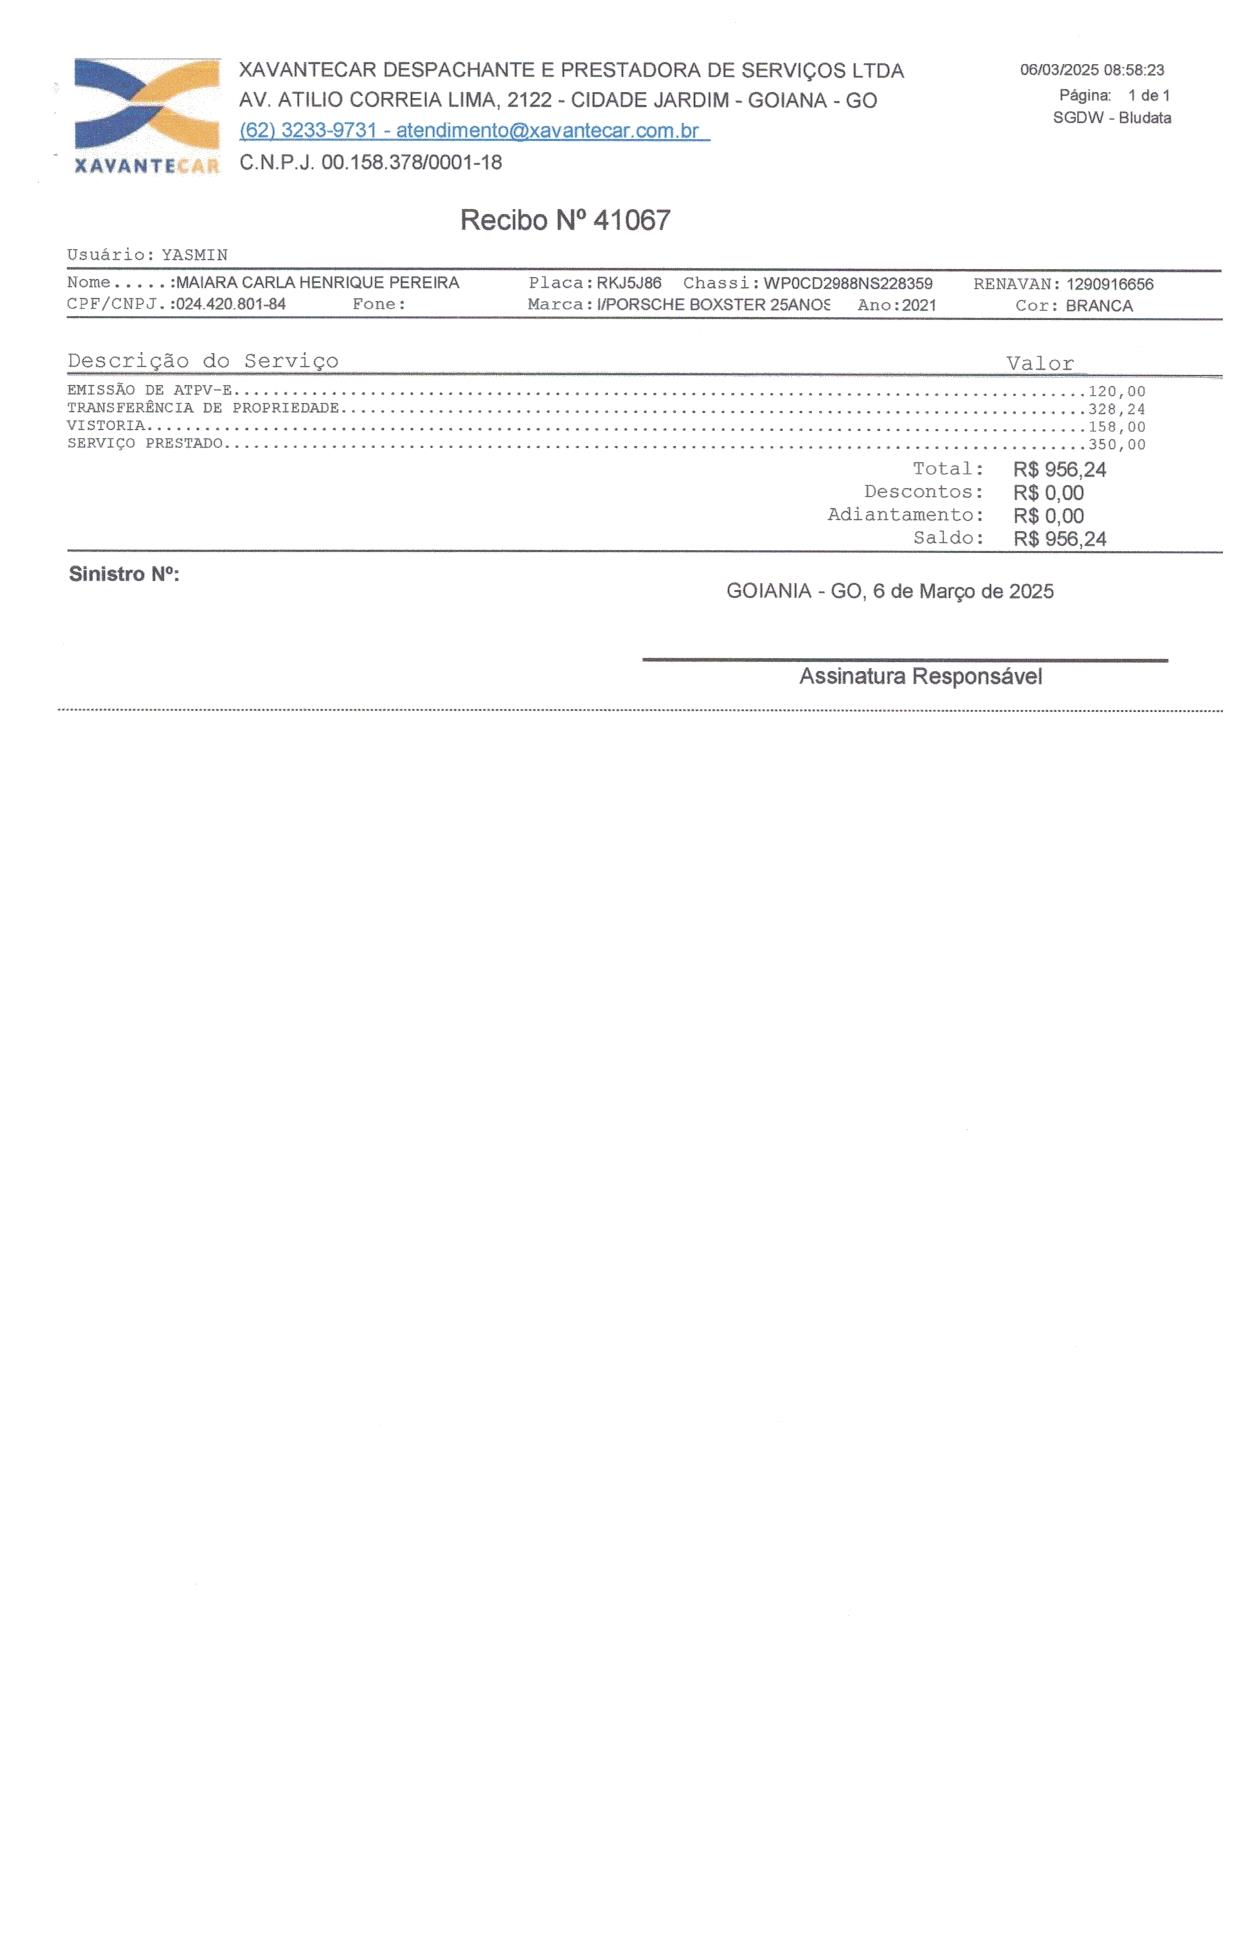 XAVANTECAR
XAVANTECAR DESPACHANTE E PRESTADORA DE SERVIÇOS LTDA
AV. ATILIO CORREIA LIMA, 2122 - CIDADE JARDIM - GOIANA - GO
(62) 3233-9731 - atendimento@xavantecar.com.br
C.N.P.J. 00.158.378/0001-18
06/03/2025 08:58:23
Página: 1 de 1
SGDW - Bludata
Recibo Nº 41067
Usuário: YASMIN
Nome.....:MAIARA CARLA HENRIQUE PEREIRA Placa:RKJ5J86 Chassi:WP0CD2988NS228359 RENAVAN:1290916656
CPF/CNPJ.:024.420.801-84 Fone: Marca:I/PORSCHE BOXSTER 25ANOS Ano:2021 Cor: BRANCA
Descrição do Serviço Valor
EMISSÃO DE ATPV-E........120,00
TRANSFERÊNCIA DE PROPRIEDADE........328,24
VISTORIA........158,00
SERVIÇO PRESTADO........350,00
Total: R$ 956,24
Descontos: R$ 0,00
Adiantamento: R$ 0,00
Saldo: R$ 956,24
Sinistro Nº:
GOIANIA - GO, 6 de Março de 2025
Assinatura Responsável